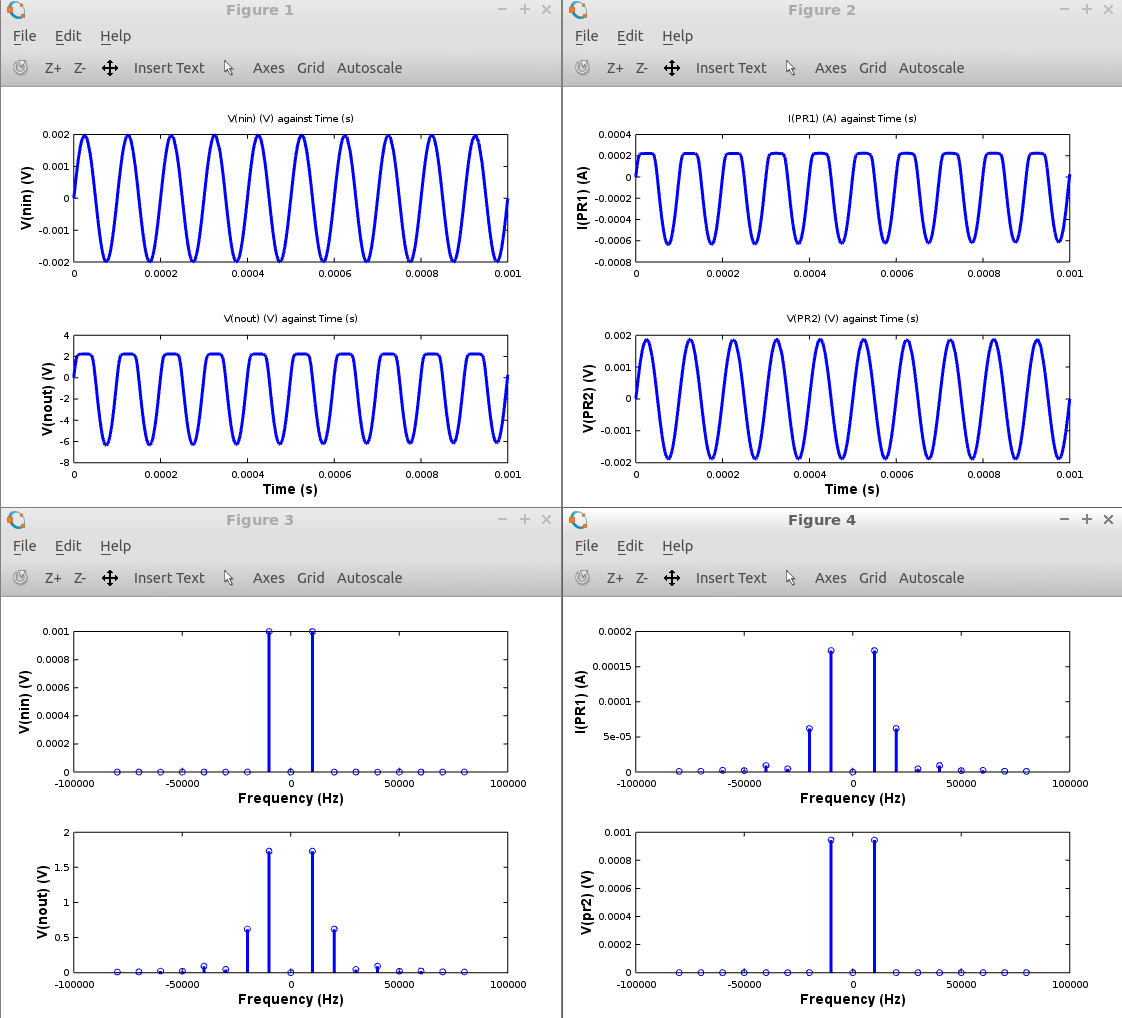 Figure 1
File Edit Help
Z+ Z- Insert Text Axes Grid Autoscale
V(nin) (V) against Time (s)
V(nin) (V)
0.002
0.001
0
-0.001
-0.002
0 0.0002 0.0004 0.0006 0.0008 0.001
V(nout) (V) against Time (s)
V(nout) (V)
4
2
0
-2
-4
-6
-8
0 0.0002 0.0004 0.0006 0.0008 0.001
Time (s)
Figure 2
File Edit Help
Z+ Z- Insert Text Axes Grid Autoscale
I(PR1) (A) against Time (s)
I(PR1) (A)
0.0004
0.0002
0
-0.0002
-0.0004
-0.0006
-0.0008
0 0.0002 0.0004 0.0006 0.0008 0.001
V(PR2) (V) against Time (s)
V(PR2) (V)
0.002
0.001
0
-0.001
-0.002
0 0.0002 0.0004 0.0006 0.0008 0.001
Time (s)
Figure 3
File Edit Help
Z+ Z- Insert Text Axes Grid Autoscale
V(nin) (V)
0.001
0.0008
0.0006
0.0004
0.0002
0
-100000 -50000 0 50000 100000
Frequency (Hz)
V(nout) (V)
2
1.5
1
0.5
0
-100000 -50000 0 50000 100000
Frequency (Hz)
Figure 4
File Edit Help
Z+ Z- Insert Text Axes Grid Autoscale
I(PR1) (A)
0.0002
0.00015
0.0001
5e-05
0
-100000 -50000 0 50000 100000
Frequency (Hz)
V(pr2) (V)
0.001
0.0008
0.0006
0.0004
0.0002
0
-100000 -50000 0 50000 100000
Frequency (Hz)